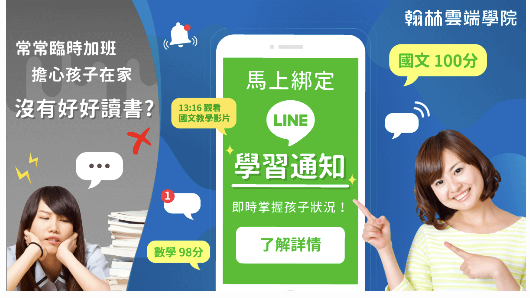 常常臨時加班
擔心孩子在家
沒有好好讀書?
翰林雲端學院
國文 100分
13:16 觀看
國文教學影片
馬上綁定
LINE
學習通知
即時掌握孩子狀況！
了解詳情
1
數學 98分